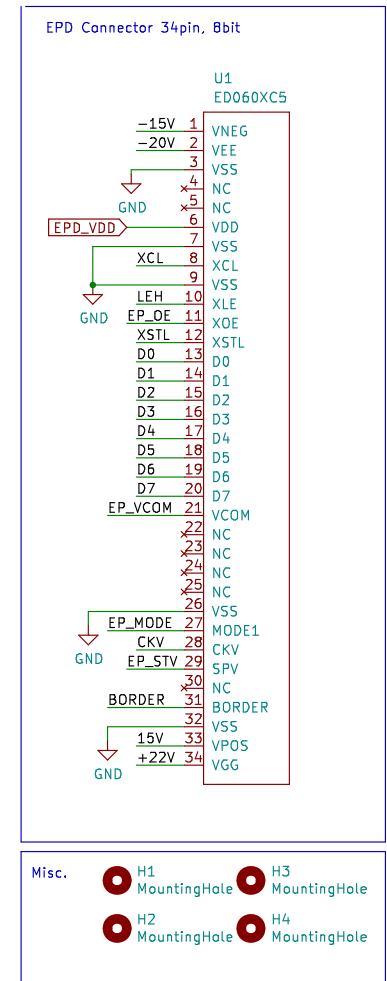 EPD Connector 34pin, 8bit
U1
ED060XC5
-15V 1 VNEG
-20V 2 VEE
3 VSS
4 NC
GND
5 NC
EPD_VDD 6 VDD
7 VSS
XCL 8 XCL
9 VSS
LEH 10 XLE
GND
EP_OE 11 XOE
XSTL 12 XSTL
D0 13 D0
D1 14 D1
D2 15 D2
D3 16 D3
D4 17 D4
D5 18 D5
D6 19 D6
D7 20 D7
EP_VCOM 21 VCOM
22 NC
23 NC
24 NC
25 NC
26 VSS
EP_MODE 27 MODE1
CKV 28 CKV
GND
EP_STV 29 SPV
30 NC
BORDER 31 BORDER
32 VSS
15V 33 VPOS
+22V 34 VGG
GND
Misc.
H1
MountingHole
H3
MountingHole
H2
MountingHole
H4
MountingHole